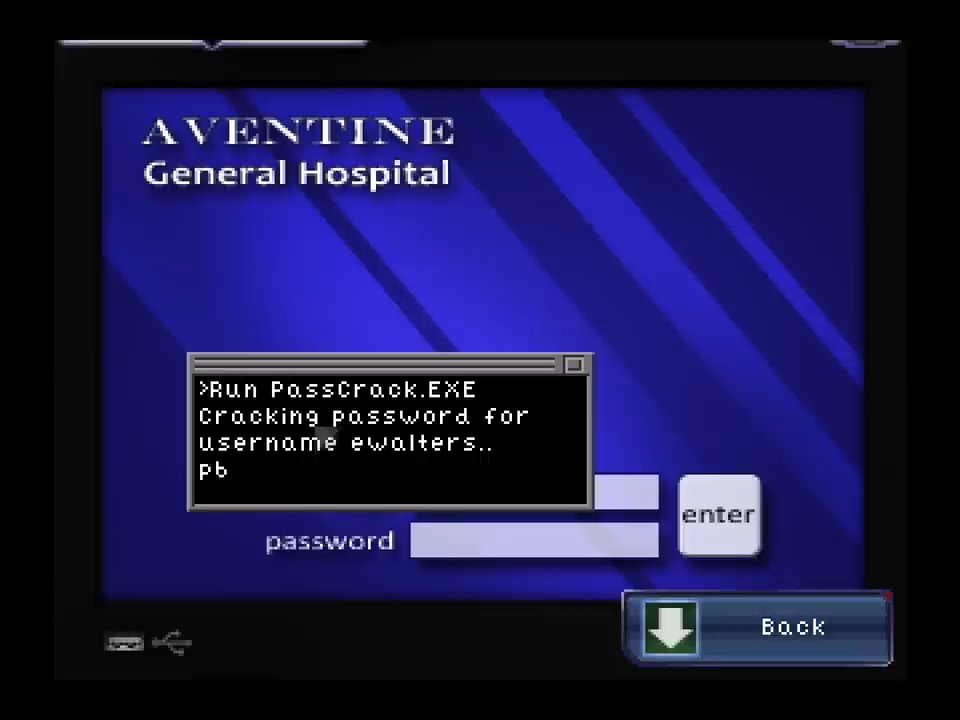 AVENTINE
General Hospital
>Run PassCrack.EXE
Cracking password for
username ewalters..
pb
enter
password
Back